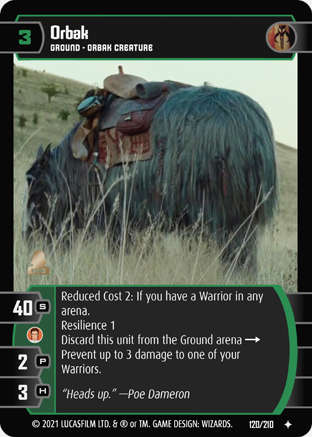 3
Orbak
GROUND - ORBAK CREATURE
40 S
2 P
3 H
Reduced Cost 2: If you have a Warrior in any
arena.
Resilience 1
Discard this unit from the Ground arena →
Prevent up to 3 damage to one of your
Warriors.
“Heads up.” —Poe Dameron
© 2021 LUCASFILM LTD. & ® or TM. GAME DESIGN: WIZARDS.
120/210